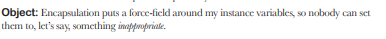 Object: Encapsulation puts a force-field around my instance variables, so nobody can set
them to, let's say, something inappropriate.